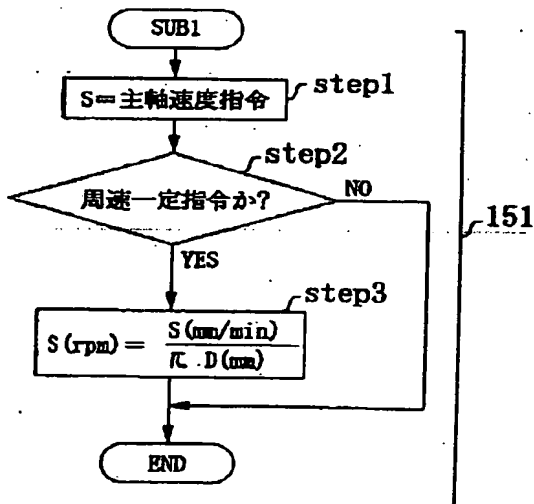 SUB1
S=主軸速度指令
step1
step2
周速一定指令か?
NO
151
YES
step3
S(rpm)= S(mm/min)
π.D(mm)
END